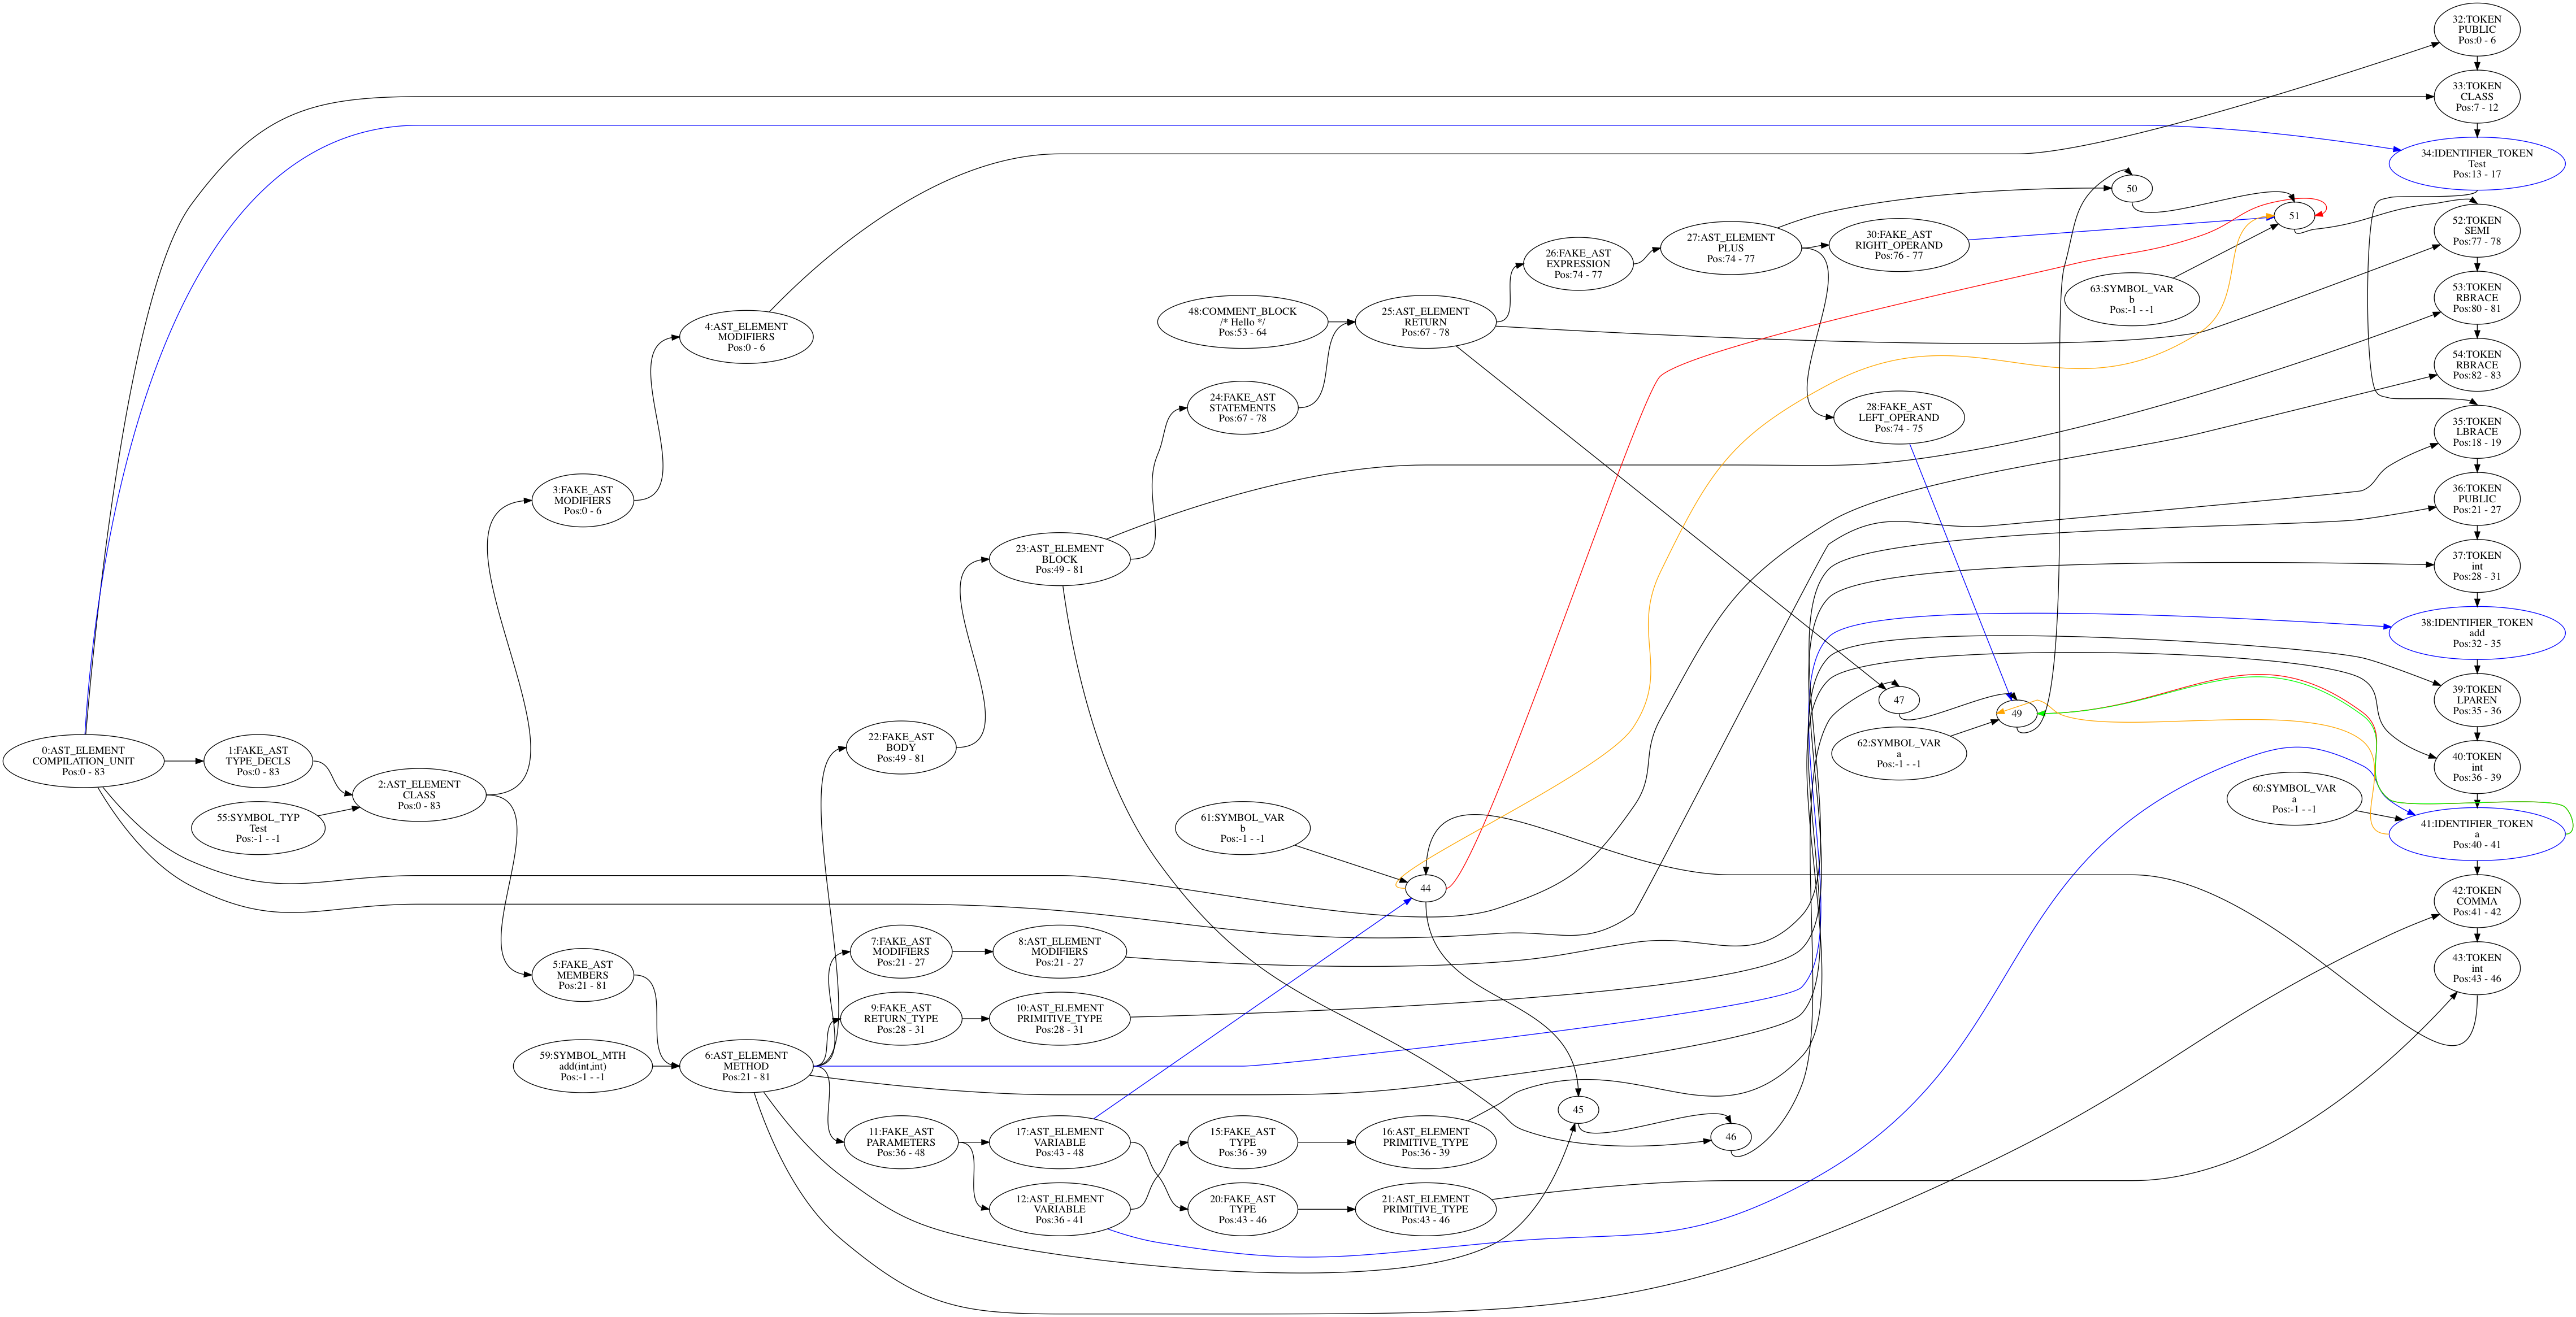 32:TOKEN
PUBLIC
Pos:0 - 6
33:TOKEN
CLASS
Pos:7 - 12
34:IDENTIFIER_TOKEN
Test
Pos:13 - 17
50
51
52:TOKEN
SEMI
Pos:77 - 78
27:AST_ELEMENT
PLUS
Pos:74 - 77
30:FAKE_AST
RIGHT_OPERAND
Pos:76 - 77
26:FAKE_AST
EXPRESSION
Pos:74 - 77
63:SYMBOL_VAR
b
Pos:-1 - -1
53:TOKEN
RBRACE
Pos:80 - 81
48:COMMENT_BLOCK
/* Hello */
Pos:53 - 64
25:AST_ELEMENT
RETURN
Pos:67 - 78
4:AST_ELEMENT
MODIFIERS
Pos:0 - 6
54:TOKEN
RBRACE
Pos:82 - 83
24:FAKE_AST
STATEMENTS
Pos:67 - 78
28:FAKE_AST
LEFT_OPERAND
Pos:74 - 75
35:TOKEN
LBRACE
Pos:18 - 19
3:FAKE_AST
MODIFIERS
Pos:0 - 6
36:TOKEN
PUBLIC
Pos:21 - 27
23:AST_ELEMENT
BLOCK
Pos:49 - 81
37:TOKEN
int
Pos:28 - 31
38:IDENTIFIER_TOKEN
add
Pos:32 - 35
47
49
39:TOKEN
LPAREN
Pos:35 - 36
0:AST_ELEMENT
COMPILATION_UNIT
Pos:0 - 83
1:FAKE_AST
TYPE_DECLS
Pos:0 - 83
22:FAKE_AST
BODY
Pos:49 - 81
62:SYMBOL_VAR
a
Pos:-1 - -1
40:TOKEN
int
Pos:36 - 39
2:AST_ELEMENT
CLASS
Pos:0 - 83
60:SYMBOL_VAR
a
Pos:-1 - -1
55:SYMBOL_TYP
Test
Pos:-1 - -1
61:SYMBOL_VAR
b
Pos:-1 - -1
41:IDENTIFIER_TOKEN
a
Pos:40 - 41
44
42:TOKEN
COMMA
Pos:41 - 42
7:FAKE_AST
MODIFIERS
Pos:21 - 27
8:AST_ELEMENT
MODIFIERS
Pos:21 - 27
5:FAKE_AST
MEMBERS
Pos:21 - 81
43:TOKEN
int
Pos:43 - 46
9:FAKE_AST
RETURN_TYPE
Pos:28 - 31
10:AST_ELEMENT
PRIMITIVE_TYPE
Pos:28 - 31
59:SYMBOL_MTH
add(int,int)
Pos:-1 - -1
6:AST_ELEMENT
METHOD
Pos:21 - 81
45
46
11:FAKE_AST
PARAMETERS
Pos:36 - 48
17:AST_ELEMENT
VARIABLE
Pos:43 - 48
15:FAKE_AST
TYPE
Pos:36 - 39
16:AST_ELEMENT
PRIMITIVE_TYPE
Pos:36 - 39
12:AST_ELEMENT
VARIABLE
Pos:36 - 41
20:FAKE_AST
TYPE
Pos:43 - 46
21:AST_ELEMENT
PRIMITIVE_TYPE
Pos:43 - 46